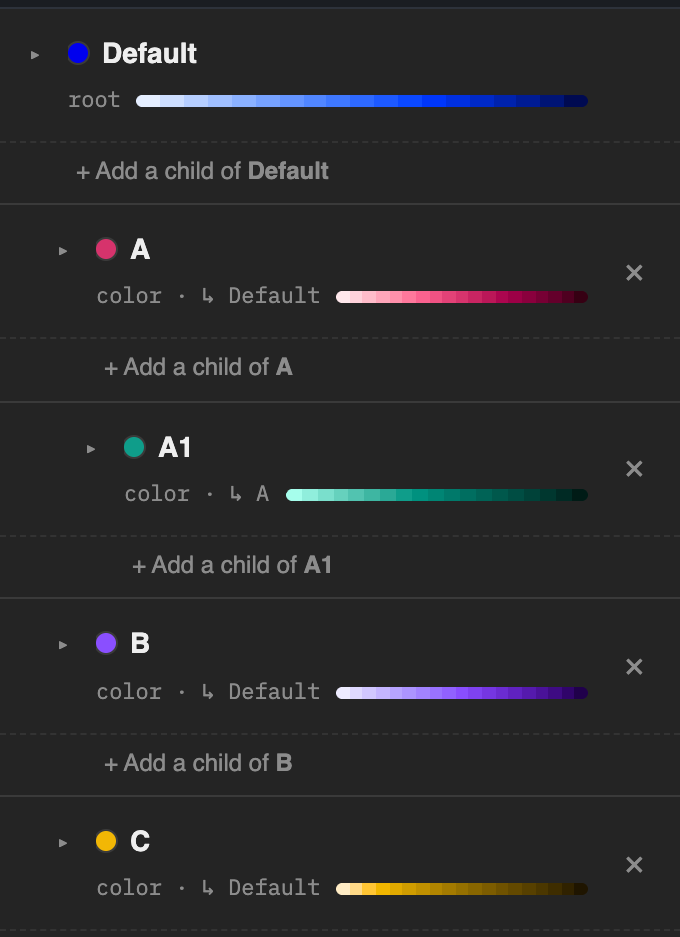 Default
root
+ Add a child of Default
A
color · ↳ Default
+ Add a child of A
A1
color · ↳ A
+ Add a child of A1
B
color · ↳ Default
+ Add a child of B
C
color · ↳ Default